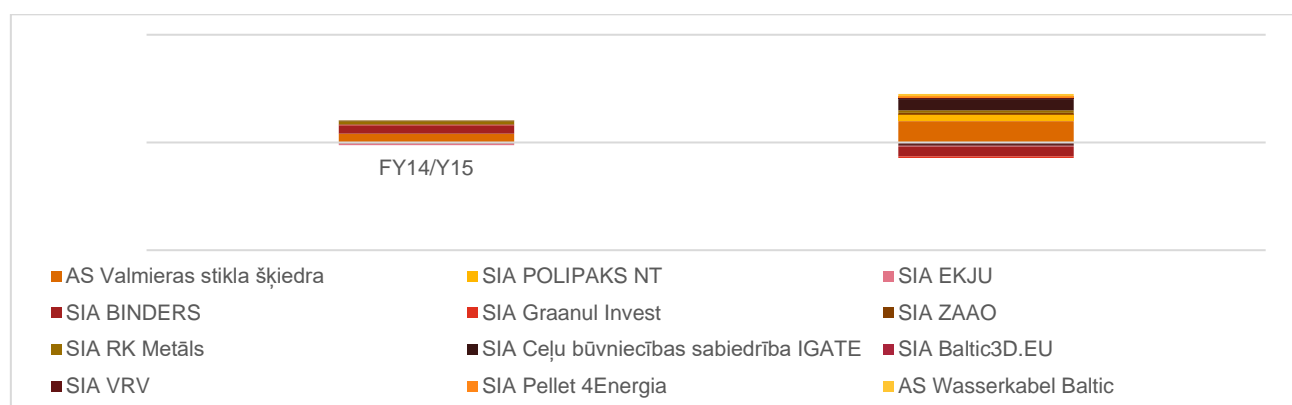 FY14/Y15
AS Valmieras stikla šķiedra
SIA POLIPAKS NT
SIA EKJU
SIA BINDERS
SIA Graanul Invest
SIA ZAAO
SIA RK Metāls
SIA Ceļu būvniecības sabiedrība IGATE
SIA Baltic3D.EU
SIA VRV
SIA Pellet 4Energia
AS Wasserkabel Baltic